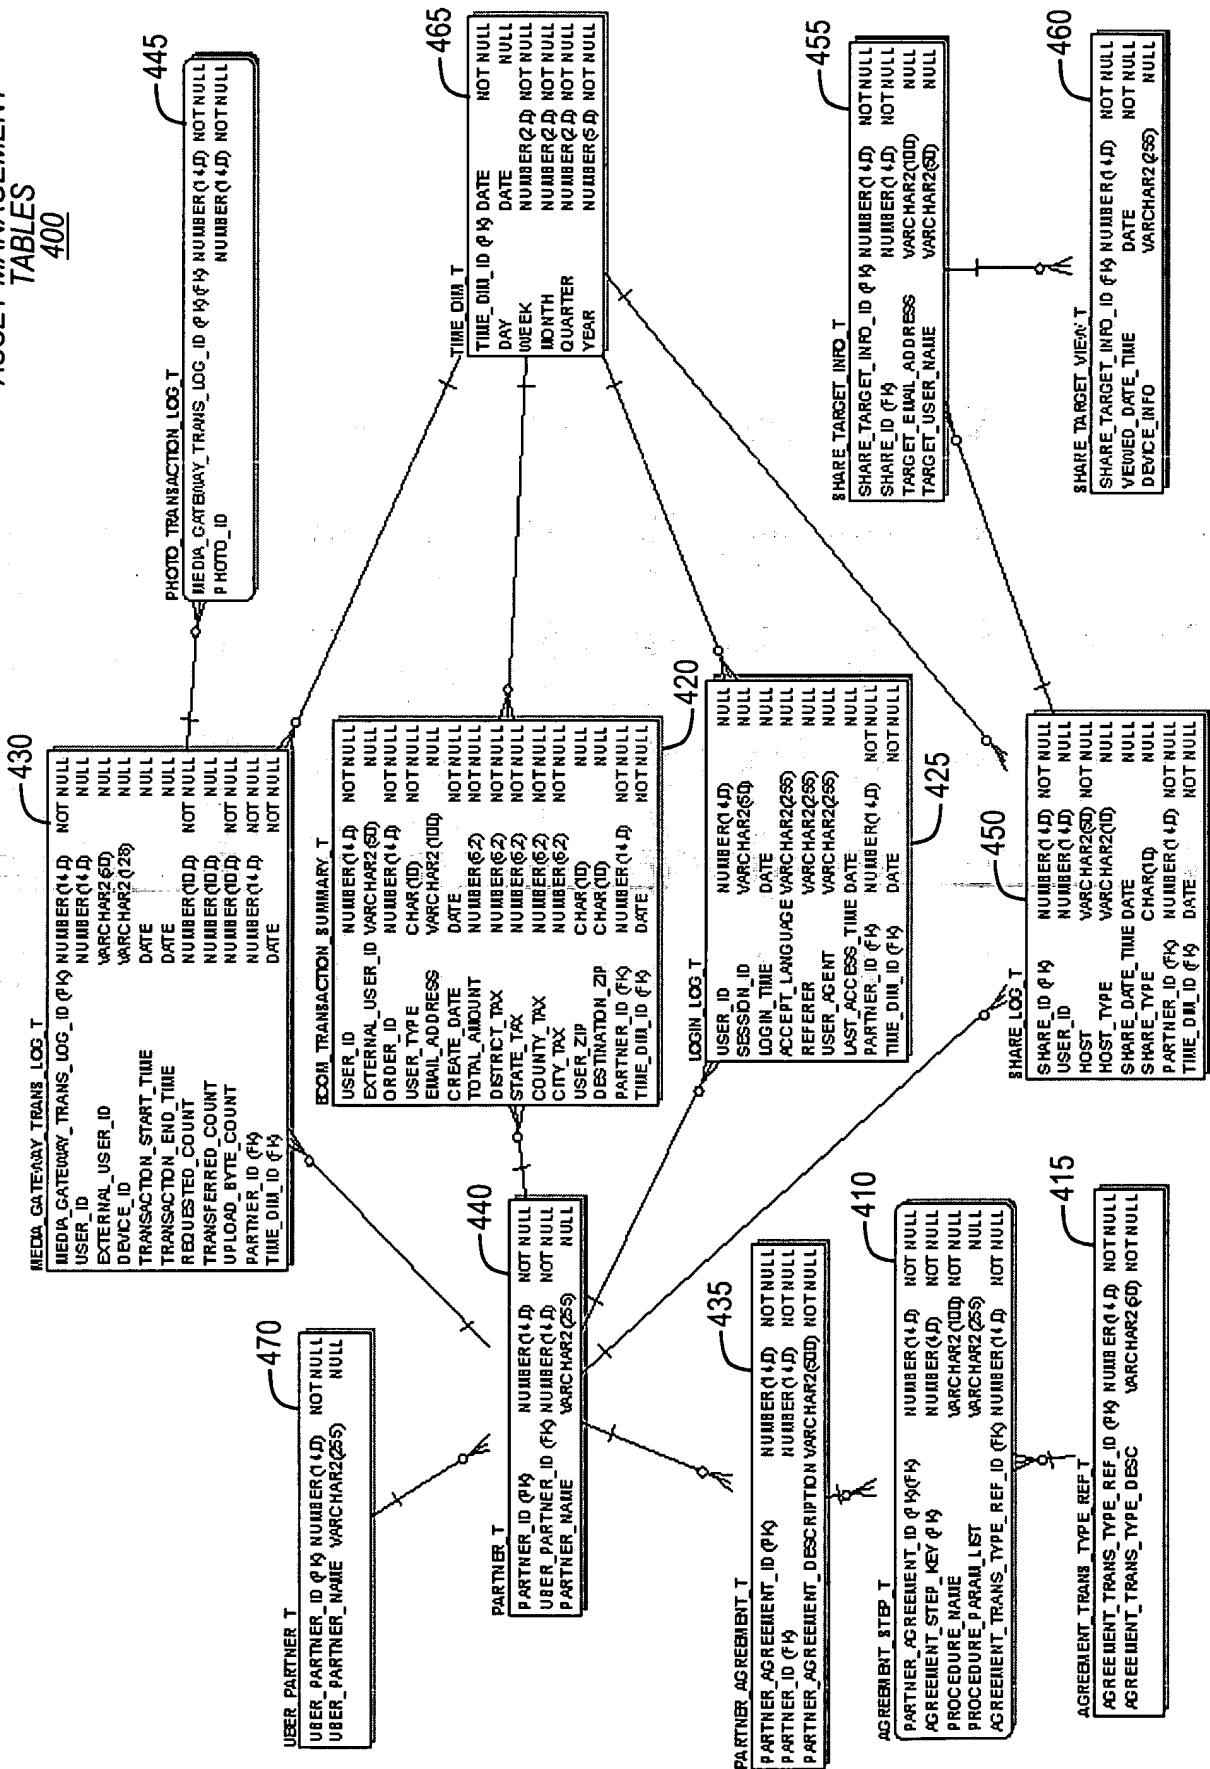 ASSET MANAGEMENT
TABLES
400
UBER_PARTNER_T
470
UBER_PARTNER_ID (PK) NUMBER(14,0) NOT NULL
UBER_PARTNER_NAME VARCHAR2(255) NULL
PARTNER_T
440
PARTNER_ID (PK) NUMBER(14,0) NOT NULL
UBER_PARTNER_ID (FK) NUMBER(14,0) NOT NULL
PARTNER_NAME VARCHAR2(255) NULL
PARTNER_AGREEMENT_T
435
PARTNER_AGREEMENT_ID (PK) NUMBER(14,0) NOT NULL
PARTNER_ID (FK) NUMBER(14,0) NOT NULL
PARTNER_AGREEMENT_DESCRIPTION VARCHAR2(500) NOT NULL
AGREEMENT_STEP_T
410
PARTNER_AGREEMENT_ID (PK)(FK) NUMBER(14,0) NOT NULL
AGREEMENT_STEP_KEY (PK) NUMBER(4,0) NOT NULL
PROCEDURE_NAME VARCHAR2(100) NOT NULL
PROCEDURE_PARAM_LIST VARCHAR2(255) NULL
AGREEMENT_TRANS_TYPE_REF_ID (FK) NUMBER(14,0) NOT NULL
AGREEMENT_TRANS_TYPE_REF_T
415
AGREEMENT_TRANS_TYPE_REF_ID (PK) NUMBER(14,0) NOT NULL
AGREEMENT_TRANS_TYPE_DESC VARCHAR2(50) NOT NULL
MEDIA_GATEWAY_TRANS_LOG_T
430
MEDIA_GATEWAY_TRANS_LOG_ID (PK) NUMBER(14,0) NOT NULL
USER_ID NUMBER(14,0) NULL
EXTERNAL_USER_ID VARCHAR2(50) NULL
DEVICE_ID VARCHAR2(128) NULL
TRANSACTION_START_TIME DATE NULL
TRANSACTION_END_TIME DATE NULL
REQUESTED_COUNT NUMBER(10,0) NOT NULL
TRANSFERRED_COUNT NUMBER(10,0) NULL
UPLOAD_BYTE_COUNT NUMBER(10,0) NOT NULL
PARTNER_ID (FK) NUMBER(14,0) NOT NULL
TIME_DIM_ID (FK) DATE NOT NULL
ECOM_TRANSACTION_SUMMARY_T
420
USER_ID NUMBER(14,0) NOT NULL
EXTERNAL_USER_ID VARCHAR2(50) NULL
ORDER_ID NUMBER(14,0) NOT NULL
USER_TYPE CHAR(10) NOT NULL
EMAIL_ADDRESS VARCHAR2(100) NULL
CREATE_DATE DATE NOT NULL
TOTAL_AMOUNT NUMBER(6,2) NOT NULL
DISTRICT_TAX NUMBER(6,2) NOT NULL
STATE_TAX NUMBER(6,2) NOT NULL
COUNTY_TAX NUMBER(6,2) NOT NULL
CITY_TAX NUMBER(6,2) NOT NULL
USER_ZIP CHAR(10) NULL
DESTINATION_ZIP CHAR(10) NULL
PARTNER_ID (FK) NUMBER(14,0) NOT NULL
TIME_DIM_ID (FK) DATE NOT NULL
LOGIN_LOG_T
425
USER_ID NUMBER(14,0) NULL
SESSION_ID VARCHAR2(50) NULL
LOGIN_TIME DATE NULL
ACCEPT_LANGUAGE VARCHAR2(255) NULL
REFERER VARCHAR2(255) NULL
USER_AGENT VARCHAR2(255) NULL
LAST_ACCESS_TIME DATE NULL
PARTNER_ID (FK) NUMBER(14,0) NOT NULL
TIME_DIM_ID (FK) DATE NOT NULL
SHARE_LOG_T
450
SHARE_ID (PK) NUMBER(14,0) NOT NULL
USER_ID NUMBER(14,0) NULL
HOST VARCHAR2(50) NOT NULL
HOST_TYPE VARCHAR2(10) NULL
SHARE_DATE_TIME DATE NULL
SHARE_TYPE CHAR(10) NULL
PARTNER_ID (FK) NUMBER(14,0) NOT NULL
TIME_DIM_ID (FK) DATE NOT NULL
PHOTO_TRANSACTION_LOG_T
445
MEDIA_GATEWAY_TRANS_LOG_ID (PK)(FK) NUMBER(14,0) NOT NULL
PHOTO_ID NUMBER(14,0) NOT NULL
TIME_DIM_T
465
TIME_DIM_ID (PK) DATE NOT NULL
DAY DATE NULL
WEEK NUMBER(2,0) NOT NULL
MONTH NUMBER(2,0) NOT NULL
QUARTER NUMBER(2,0) NOT NULL
YEAR NUMBER(5,0) NOT NULL
SHARE_TARGET_INFO_T
455
SHARE_TARGET_INFO_ID (PK) NUMBER(14,0) NOT NULL
SHARE_ID (FK) NUMBER(14,0) NOT NULL
TARGET_EMAIL_ADDRESS VARCHAR2(100) NULL
TARGET_USER_NAME VARCHAR2(50) NULL
SHARE_TARGET_VIEW_T
460
SHARE_TARGET_INFO_ID (FK) NUMBER(14,0) NOT NULL
VIEWED_DATE_TIME DATE NOT NULL
DEVICE_INFO VARCHAR2(255) NULL